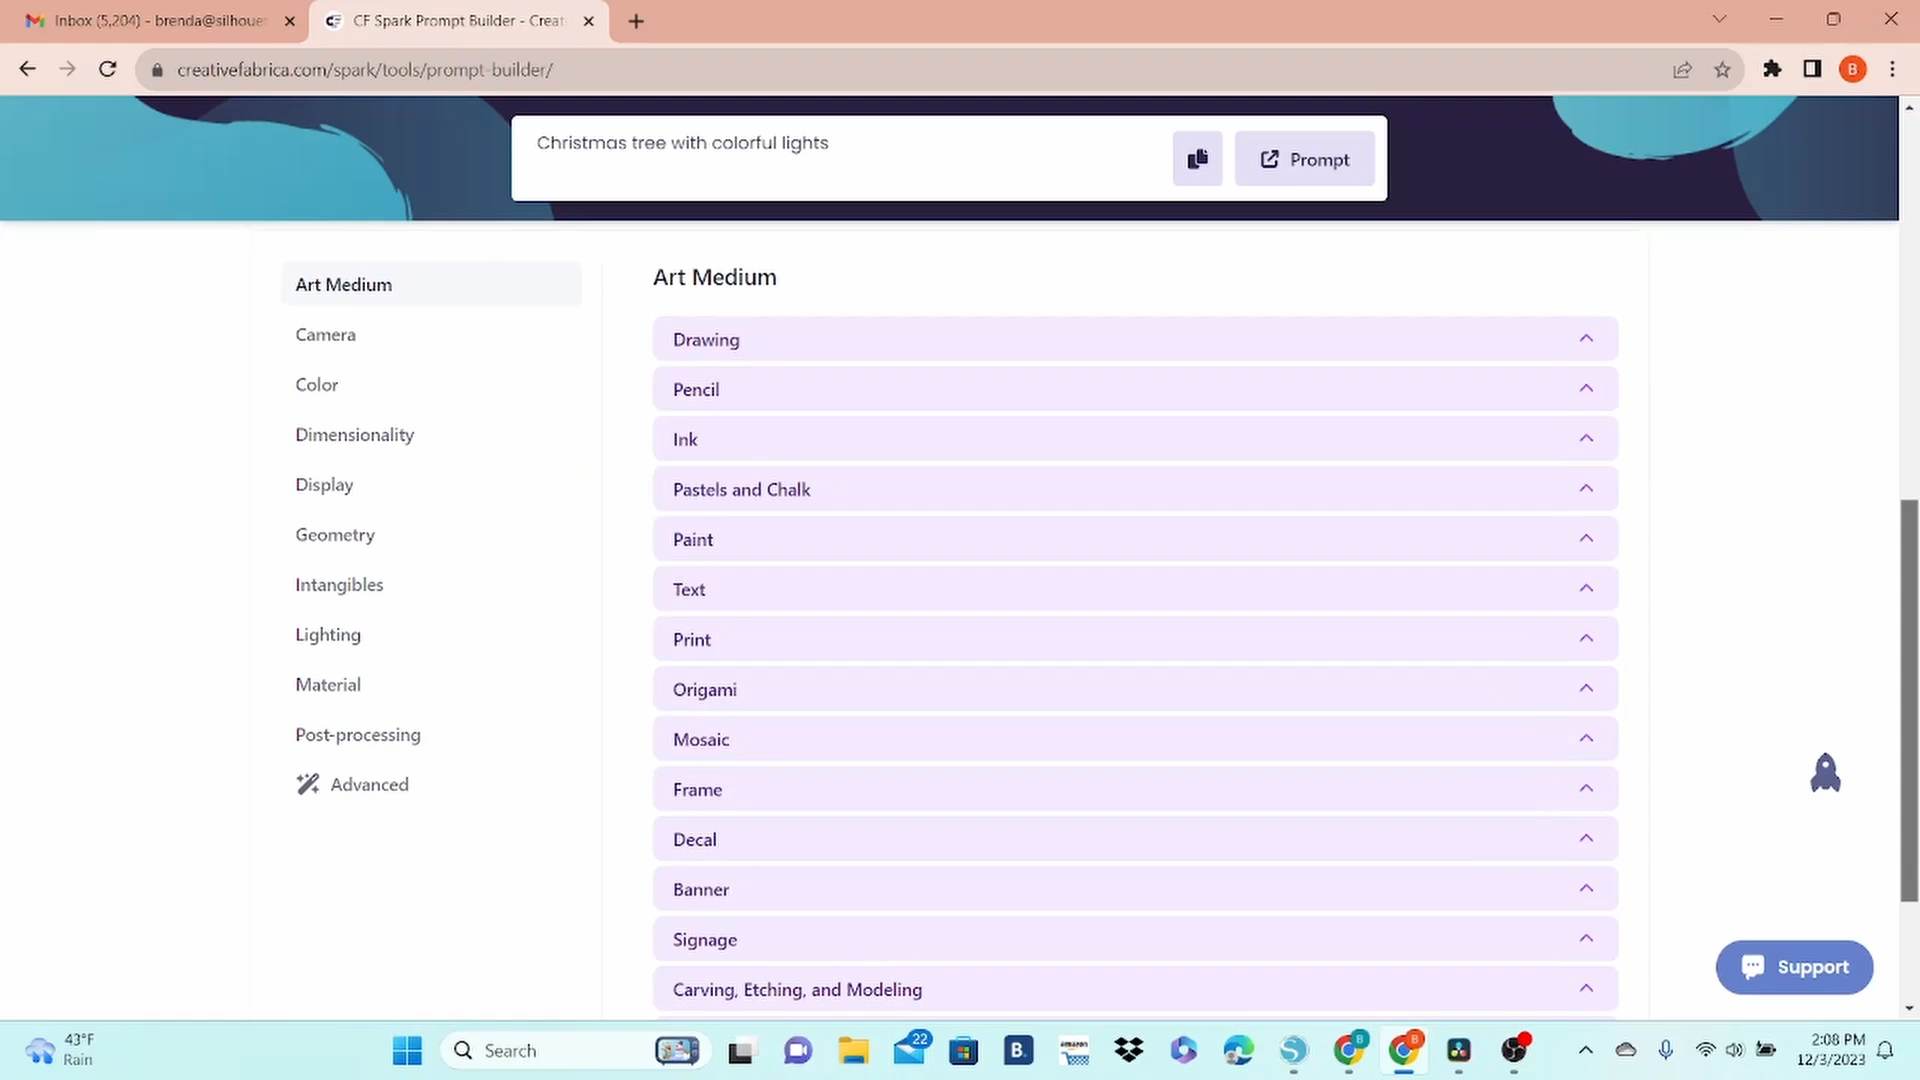 Inbox (5,204) - brenda@silhoue
CF Spark Prompt Builder - Creat
creativefabrica.com/spark/tools/prompt-builder/
B
Christmas tree with colorful lights
Prompt
Art Medium
Camera
Color
Dimensionality
Display
Geometry
Intangibles
Lighting
Material
Post-processing
Advanced
Art Medium
Drawing
Pencil
Ink
Pastels and Chalk
Paint
Text
Print
Origami
Mosaic
Frame
Decal
Banner
Signage
Carving, Etching, and Modeling
Support
43°F
Rain
Search
22
B.
amazon
B
B
2:08 PM
12/3/2023